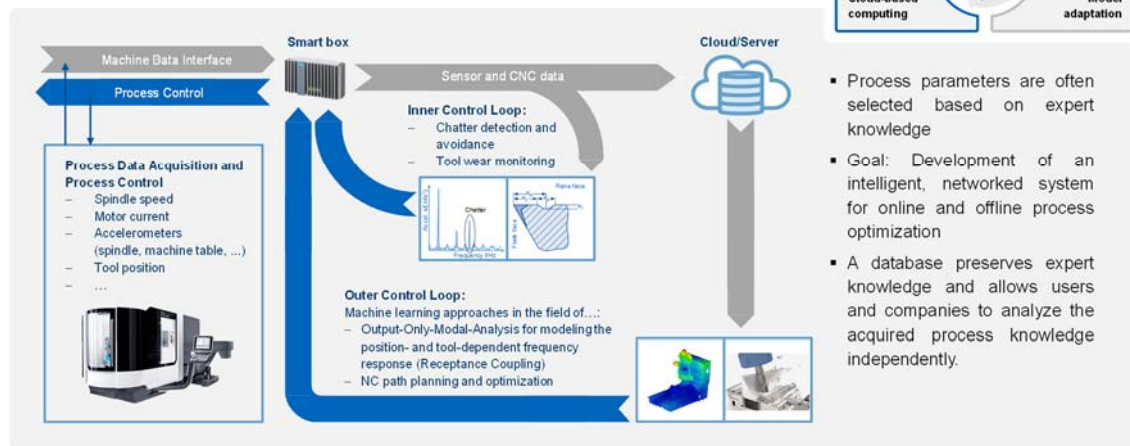 Cloud-based
computing
Model
adaptation
Smart box
Cloud/Server
Machine Data Interface
Process Control
Sensor and CNC data
Inner Control Loop:
– Chatter detection and
avoidance
– Tool wear monitoring
Process Data Acquisition and
Process Control
– Spindle speed
– Motor current
– Accelerometers
(spindle, machine table, ...)
– Tool position
– ...
Chatter
Frequency
Rake face
Flank face
Outer Control Loop:
Machine learning approaches in the field of…:
– Output-Only-Modal-Analysis for modeling the
position- and tool-dependent frequency
response (Receptance Coupling)
– NC path planning and optimization
▪ Process parameters are often
selected based on expert
knowledge
▪ Goal: Development of an
intelligent, networked system
for online and offline process
optimization
▪ A database preserves expert
knowledge and allows users
and companies to analyze the
acquired process knowledge
independently.